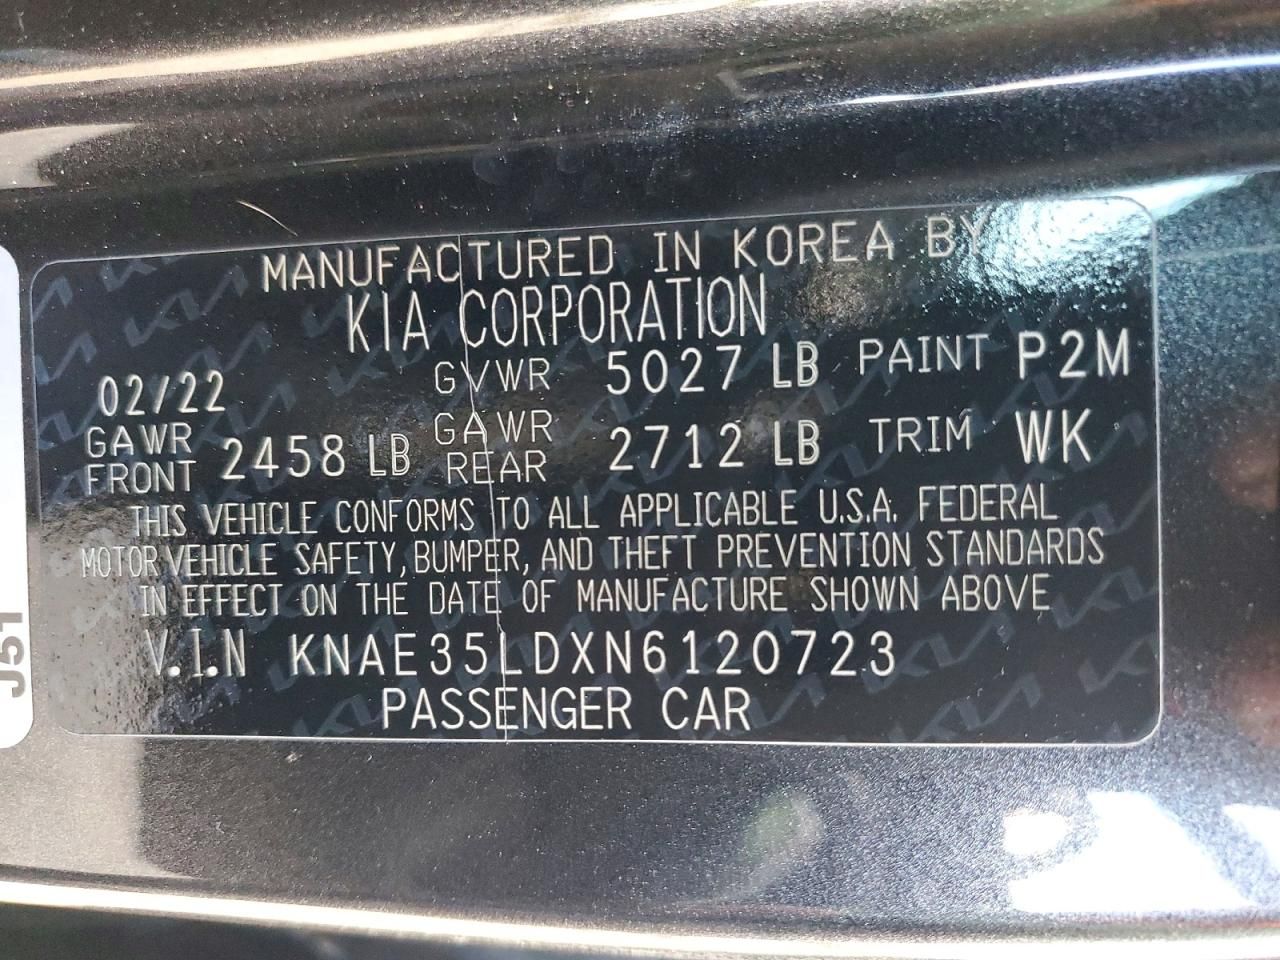 MANUFACTURED IN KOREA BY
KIA CORPORATION
02/22 GVWR 5027 LB PAINT P2M
GAWR FRONT 2458 LB GAWR REAR 2712 LB TRIM WK
THIS VEHICLE CONFORMS TO ALL APPLICABLE U.S.A. FEDERAL
MOTOR VEHICLE SAFETY, BUMPER, AND THEFT PREVENTION STANDARDS
IN EFFECT ON THE DATE OF MANUFACTURE SHOWN ABOVE
V.I.N KNAE35LDXN6120723
PASSENGER CAR
J51